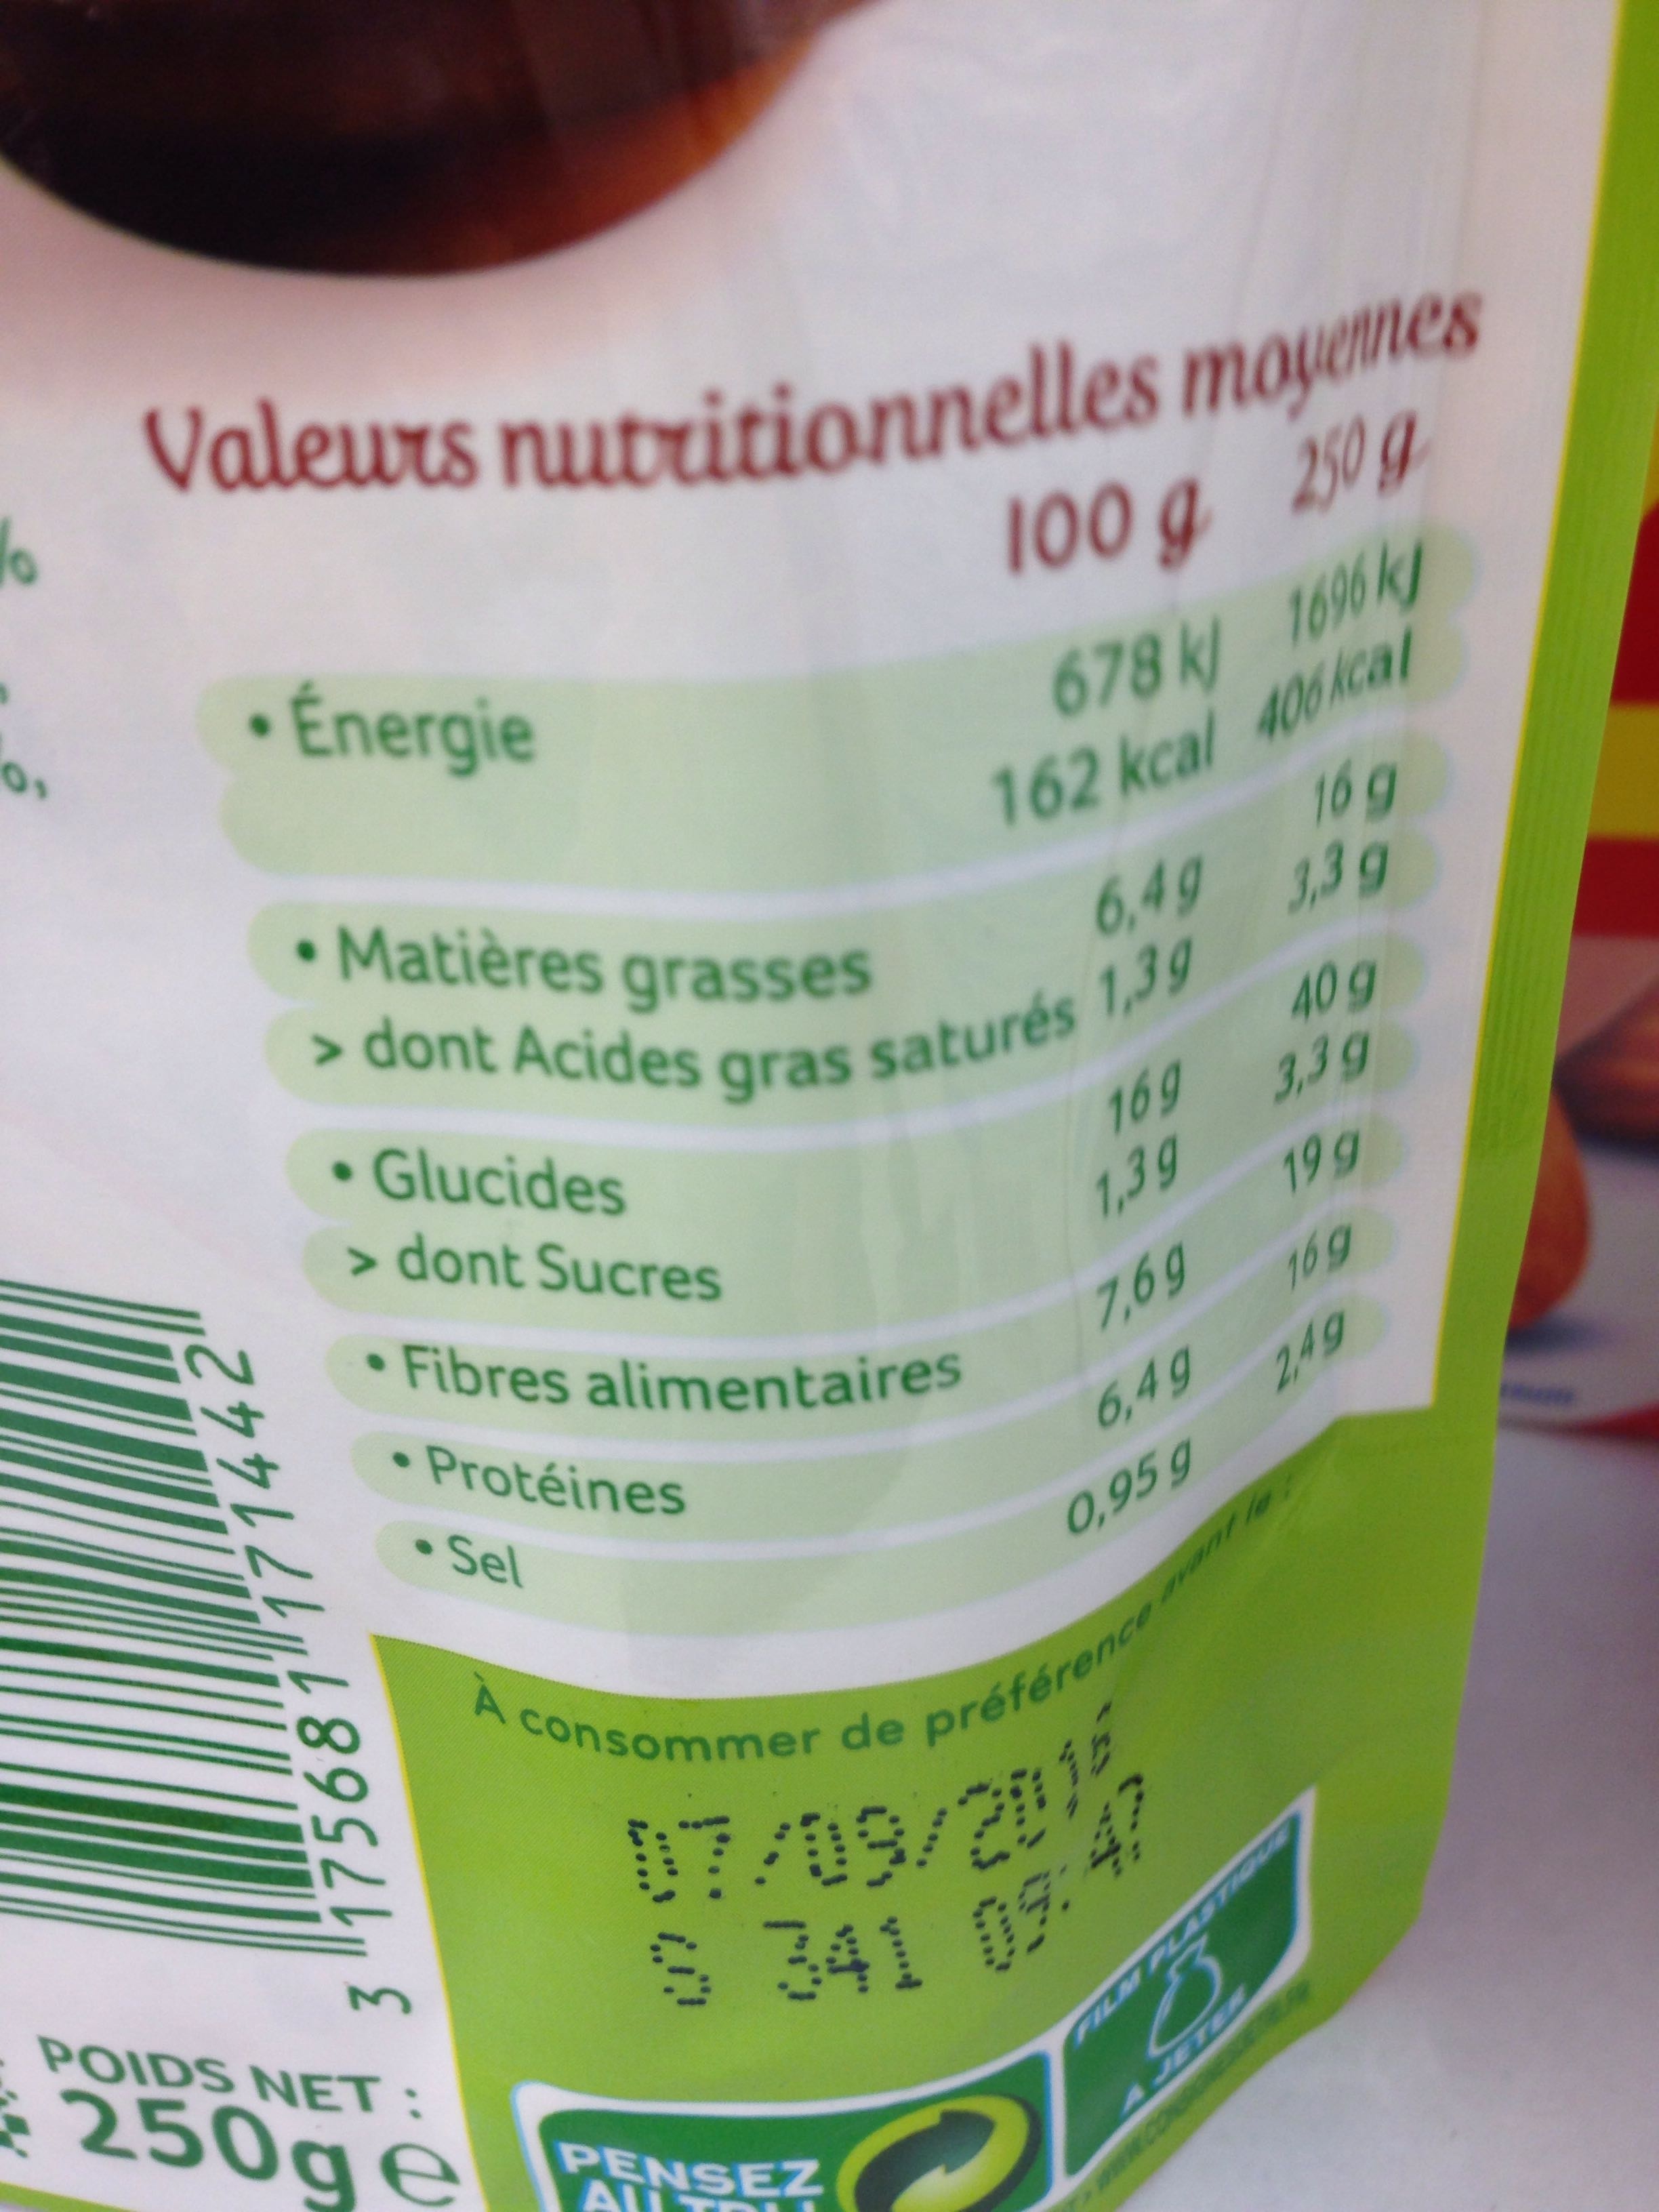 Valeurs nutritionnelles moyennes
100 g 250 g
• Énergie 678 kJ 1696 kJ
162 kcal 406 kcal
• Matières grasses 6,4 g 16 g
> dont Acides gras saturés 1,3 g 3,3 g
• Glucides 16 g 40 g
> dont Sucres 1,3 g 3,3 g
• Fibres alimentaires 7,6 g 19 g
• Protéines 6,4 g 16 g
• Sel 0,95 g 2,4 g
3 175681 171442
À consommer de préférence avant le :
S 341 09:47
POIDS NET :
250g e
FILM PLASTIQUE
A JETER
PENSEZ
AU TRI !